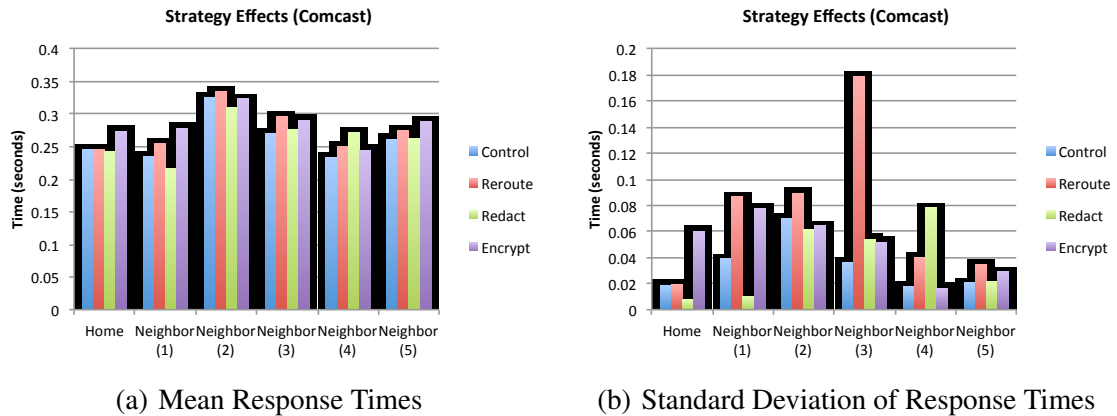 Strategy Effects (Comcast)
0.4
0.35
0.3
0.25
0.2
0.15
0.1
0.05
0
Time (seconds)
Home
Neighbor (1)
Neighbor (2)
Neighbor (3)
Neighbor (4)
Neighbor (5)
Control
Reroute
Redact
Encrypt
(a) Mean Response Times
Strategy Effects (Comcast)
0.2
0.18
0.16
0.14
0.12
0.1
0.08
0.06
0.04
0.02
0
Time (seconds)
Home
Neighbor (1)
Neighbor (2)
Neighbor (3)
Neighbor (4)
Neighbor (5)
Control
Reroute
Redact
Encrypt
(b) Standard Deviation of Response Times